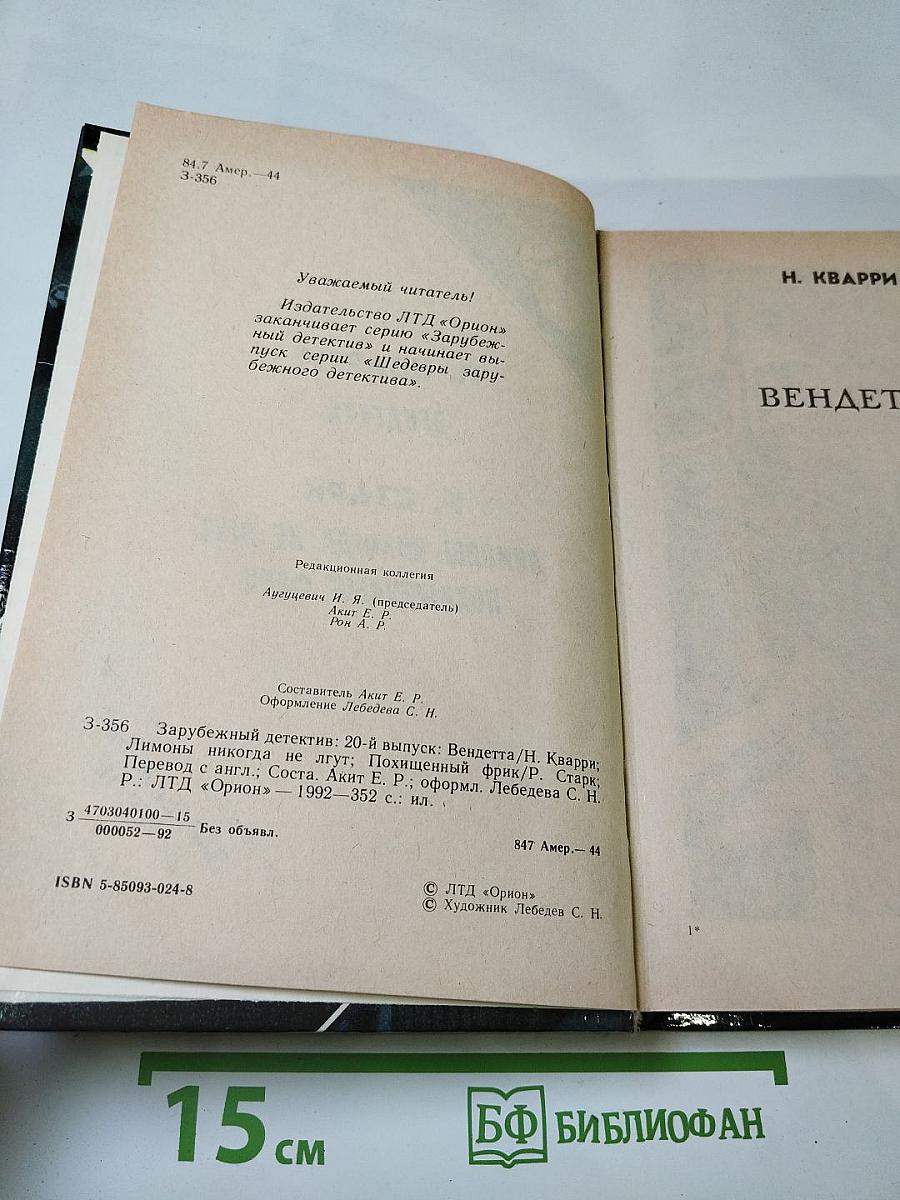 84.7 Амер.—44
З-356
Уважаемый читатель!
Издательство ЛТД «Орион»
заканчивает серию «Зарубеж-
ный детектив» и начинает вы-
пуск серии «Шедевры зару-
бежного детектива».
Редакционная коллегия
Аугуцевич И. Я. (председатель)
Акит Е. Р.
Рон А. Р.
Составитель Акит Е. Р.
Оформление Лебедева С. Н.
З-356 Зарубежный детектив: 20-й выпуск: Вендетта/Н. Кварри;
Лимоны никогда не лгут; Похищенный фрик/Р. Старк;
Перевод с англ.; Соста. Акит Е. Р.; оформл. Лебедева С. Н.
Р.: ЛТД «Орион» — 1992—352 с.: ил.
З 4703040100—15
000052—92 Без объявл.
847 Амер.— 44
ISBN 5-85093-024-8
© ЛТД «Орион»
© Художник Лебедев С. Н.
Н. КВАРРИ
ВЕНДЕТ
1*
15 см
БФ БИБЛИОФАН